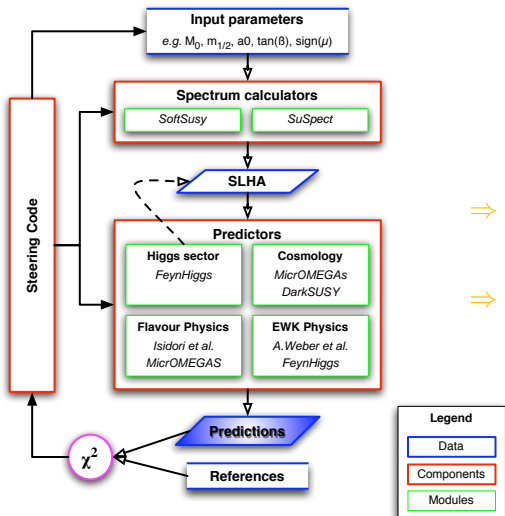 Input parameters
e.g. M0, m1/2, a0, tan(ß), sign(µ)
Spectrum calculators
SoftSusy
SuSpect
SLHA
Steering Code
Predictors
Higgs sector
FeynHiggs
Cosmology
MicrOMEGAs
DarkSUSY
Flavour Physics
Isidori et al.
MicrOMEGAS
EWK Physics
A.Weber et al.
FeynHiggs
Predictions
χ2
References
Legend
Data
Components
Modules
⇒
⇒